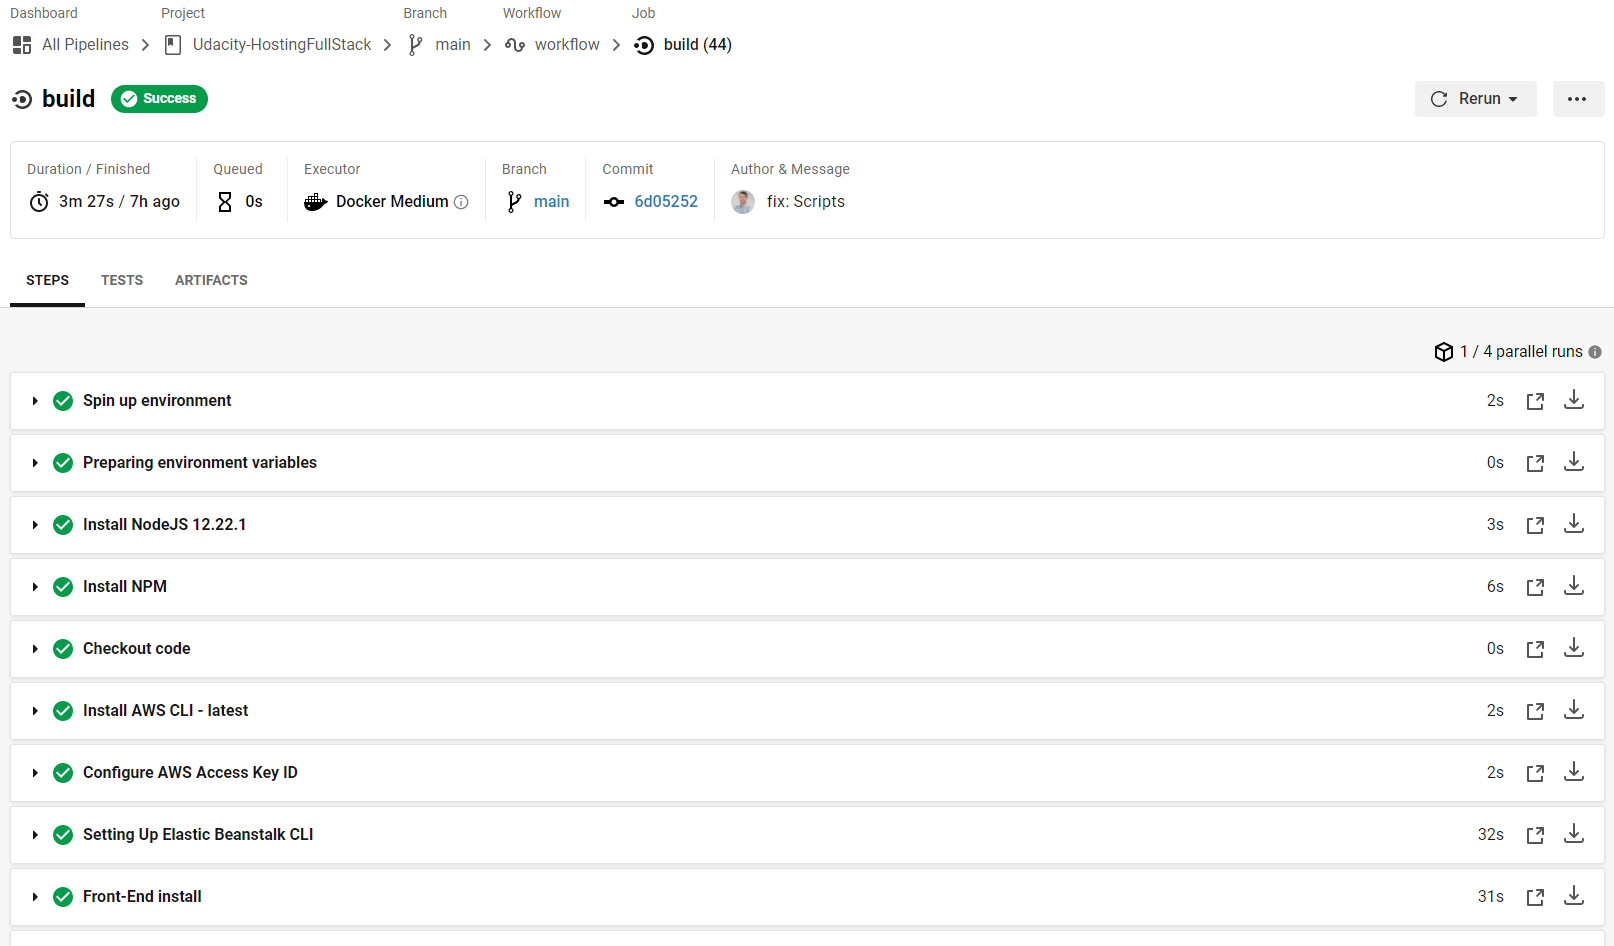 Dashboard Project Branch Workflow Job
All Pipelines Udacity-HostingFullStack main workflow build (44)
build Success Rerun
Duration / Finished Queued Executor Branch Commit Author & Message
3m 27s / 7h ago 0s Docker Medium main 6d05252 fix: Scripts
STEPS TESTS ARTIFACTS
1 / 4 parallel runs
Spin up environment 2s
Preparing environment variables 0s
Install NodeJS 12.22.1 3s
Install NPM 6s
Checkout code 0s
Install AWS CLI - latest 2s
Configure AWS Access Key ID 2s
Setting Up Elastic Beanstalk CLI 32s
Front-End install 31s